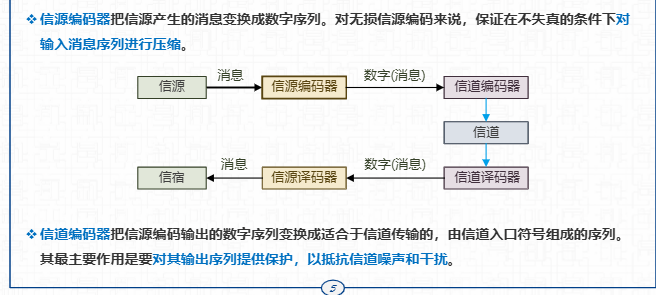 ❖信源编码器把信源产生的消息变换成数字序列。对无损信源编码来说，保证在不失真的条件下对
输入消息序列进行压缩。
信源 消息 信源编码器 数字(消息) 信道编码器
信道
信宿 消息 信源译码器 数字(消息) 信道译码器
❖信道编码器把信源编码输出的数字序列变换成适合于信道传输的，由信道入口符号组成的序列。
其最主要作用是要对其输出序列提供保护，以抵抗信道噪声和干扰。
5